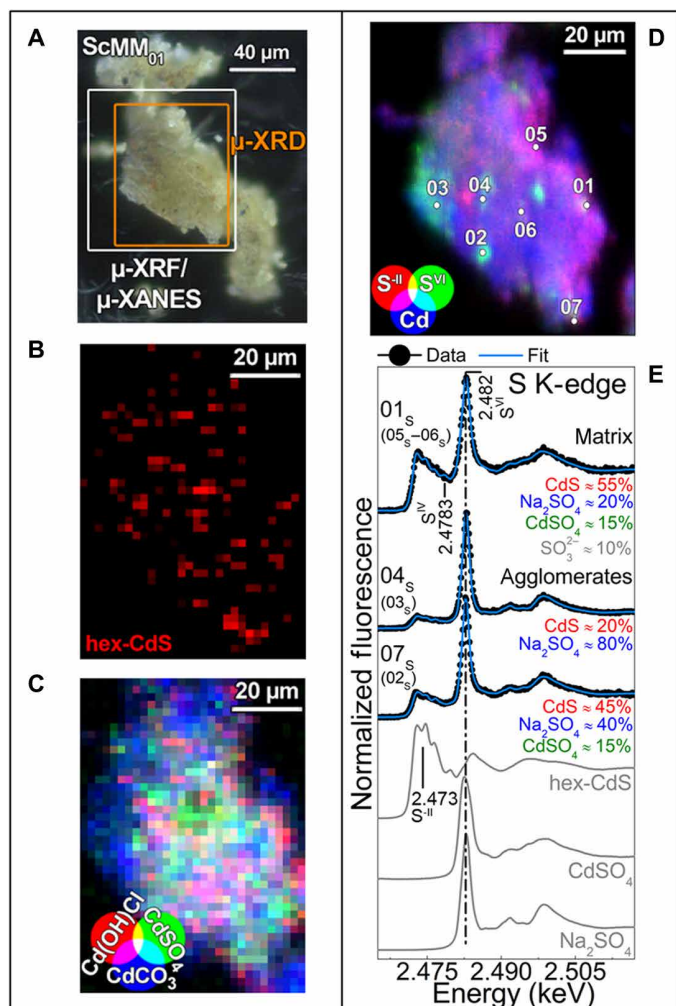 A
ScMM₀₁
40 µm
µ-XRD
µ-XRF/
µ-XANES
B
20 µm
hex-CdS
C
20 µm
Cd(OH)Cl
CdSO₄
CdCO₃
D
20 µm
05
03
04
01
06
02
07
S⁻ᴵᴵ
Sⱽᴵ
Cd
Data
Fit
E
S K-edge
2.482
Sⱽᴵ
01ₛ
(05ₛ–06ₛ)
Matrix
Sᴵⱽ
2.4783
CdS ≈ 55%
Na₂SO₄ ≈ 20%
CdSO₄ ≈ 15%
SO₃²⁻ ≈ 10%
04ₛ
(03ₛ)
Agglomerates
CdS ≈ 20%
Na₂SO₄ ≈ 80%
07ₛ
(02ₛ)
CdS ≈ 45%
Na₂SO₄ ≈ 40%
CdSO₄ ≈ 15%
hex-CdS
2.473
S⁻ᴵᴵ
CdSO₄
Na₂SO₄
Normalized fluorescence
2.475 2.490 2.505
Energy (keV)